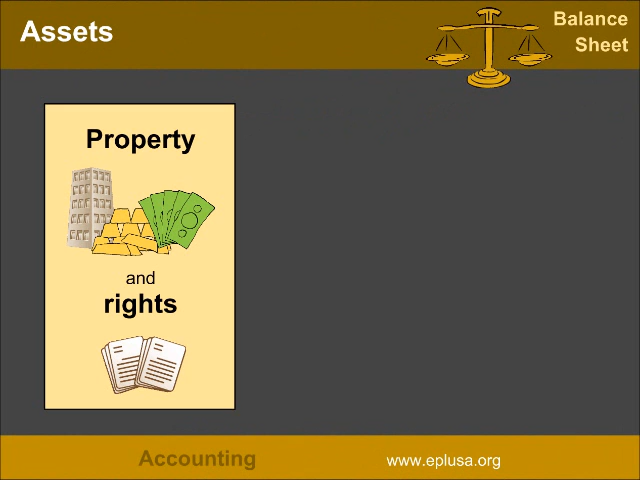 Assets
Balance
Sheet
Property
and
rights
Accounting
www.eplusa.org